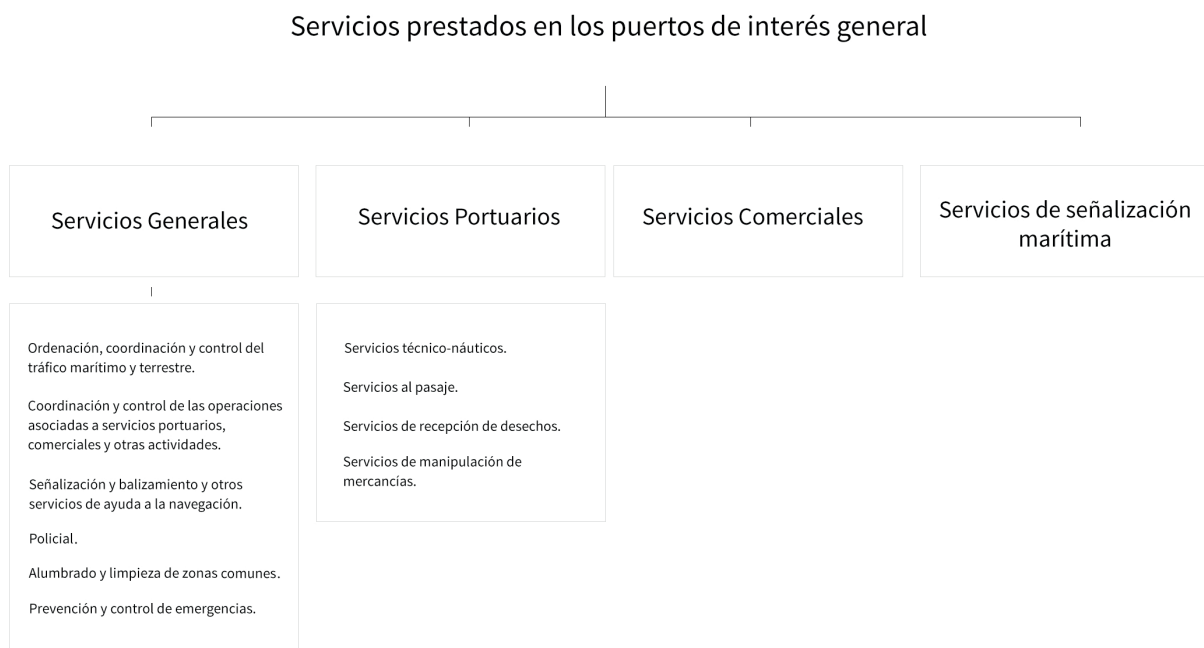 Servicios prestados en los puertos de interés general
Servicios Generales
Servicios Portuarios
Servicios Comerciales
Servicios de señalización
marítima
Ordenación, coordinación y control del
tráfico marítimo y terrestre.
Coordinación y control de las operaciones
asociadas a servicios portuarios,
comerciales y otras actividades.
Señalización y balizamiento y otros
servicios de ayuda a la navegación.
Policial.
Alumbrado y limpieza de zonas comunes.
Prevención y control de emergencias.
Servicios técnico-náuticos.
Servicios al pasaje.
Servicios de recepción de desechos.
Servicios de manipulación de
mercancías.